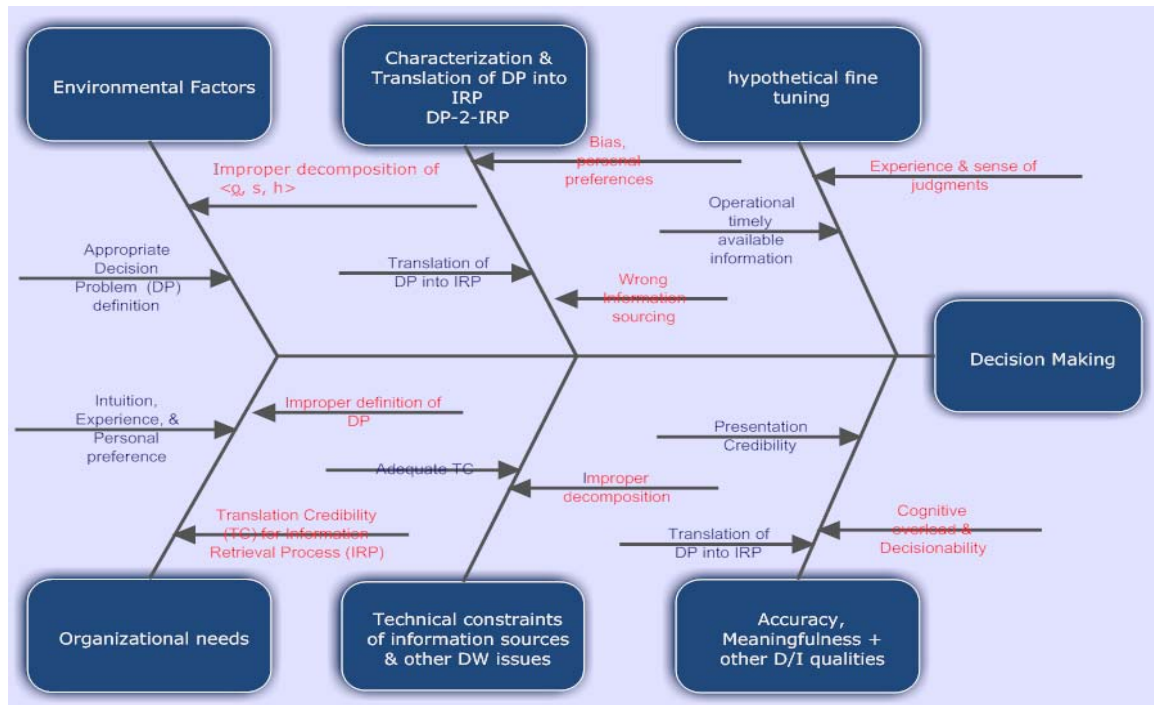 Environmental Factors
Characterization &
Translation of DP into
IRP
DP-2-IRP
hypothetical fine
tuning
Improper decomposition of
<o, s, h>
Bias,
personal
preferences
Experience & sense of
judgments
Appropriate
Decision
Problem (DP)
definition
Translation of
DP into IRP
Operational
timely
available
information
Wrong
Information
sourcing
Decision Making
Intuition,
Experience, &
Personal
preference
Improper definition of
DP
Adequate TC
Presentation
Credibility
Improper
decomposition
Translation Credibility
(TC) for Information
Retrieval Process (IRP)
Translation of
DP into IRP
Cognitive
overload &
Decisionability
Organizational needs
Technical constraints
of information sources
& other DW issues
Accuracy,
Meaningfulness +
other D/I qualities